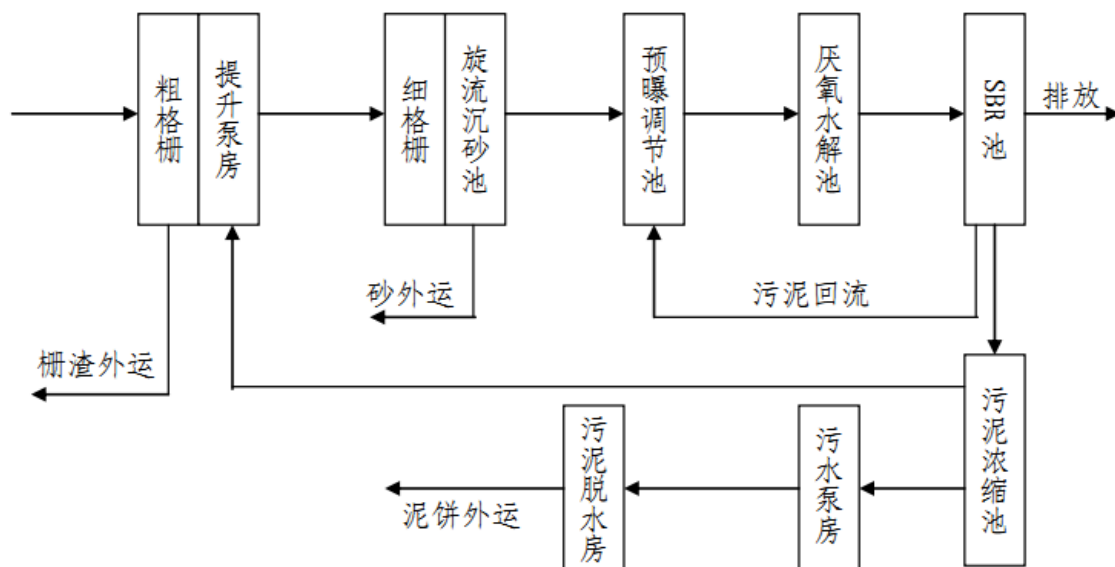 粗格栅
提升泵房
细格栅
旋流沉砂池
预曝调节池
厌氧水解池
SBR 池
排放
砂外运
污泥回流
栅渣外运
污泥浓缩池
污水泵房
污泥脱水房
泥饼外运